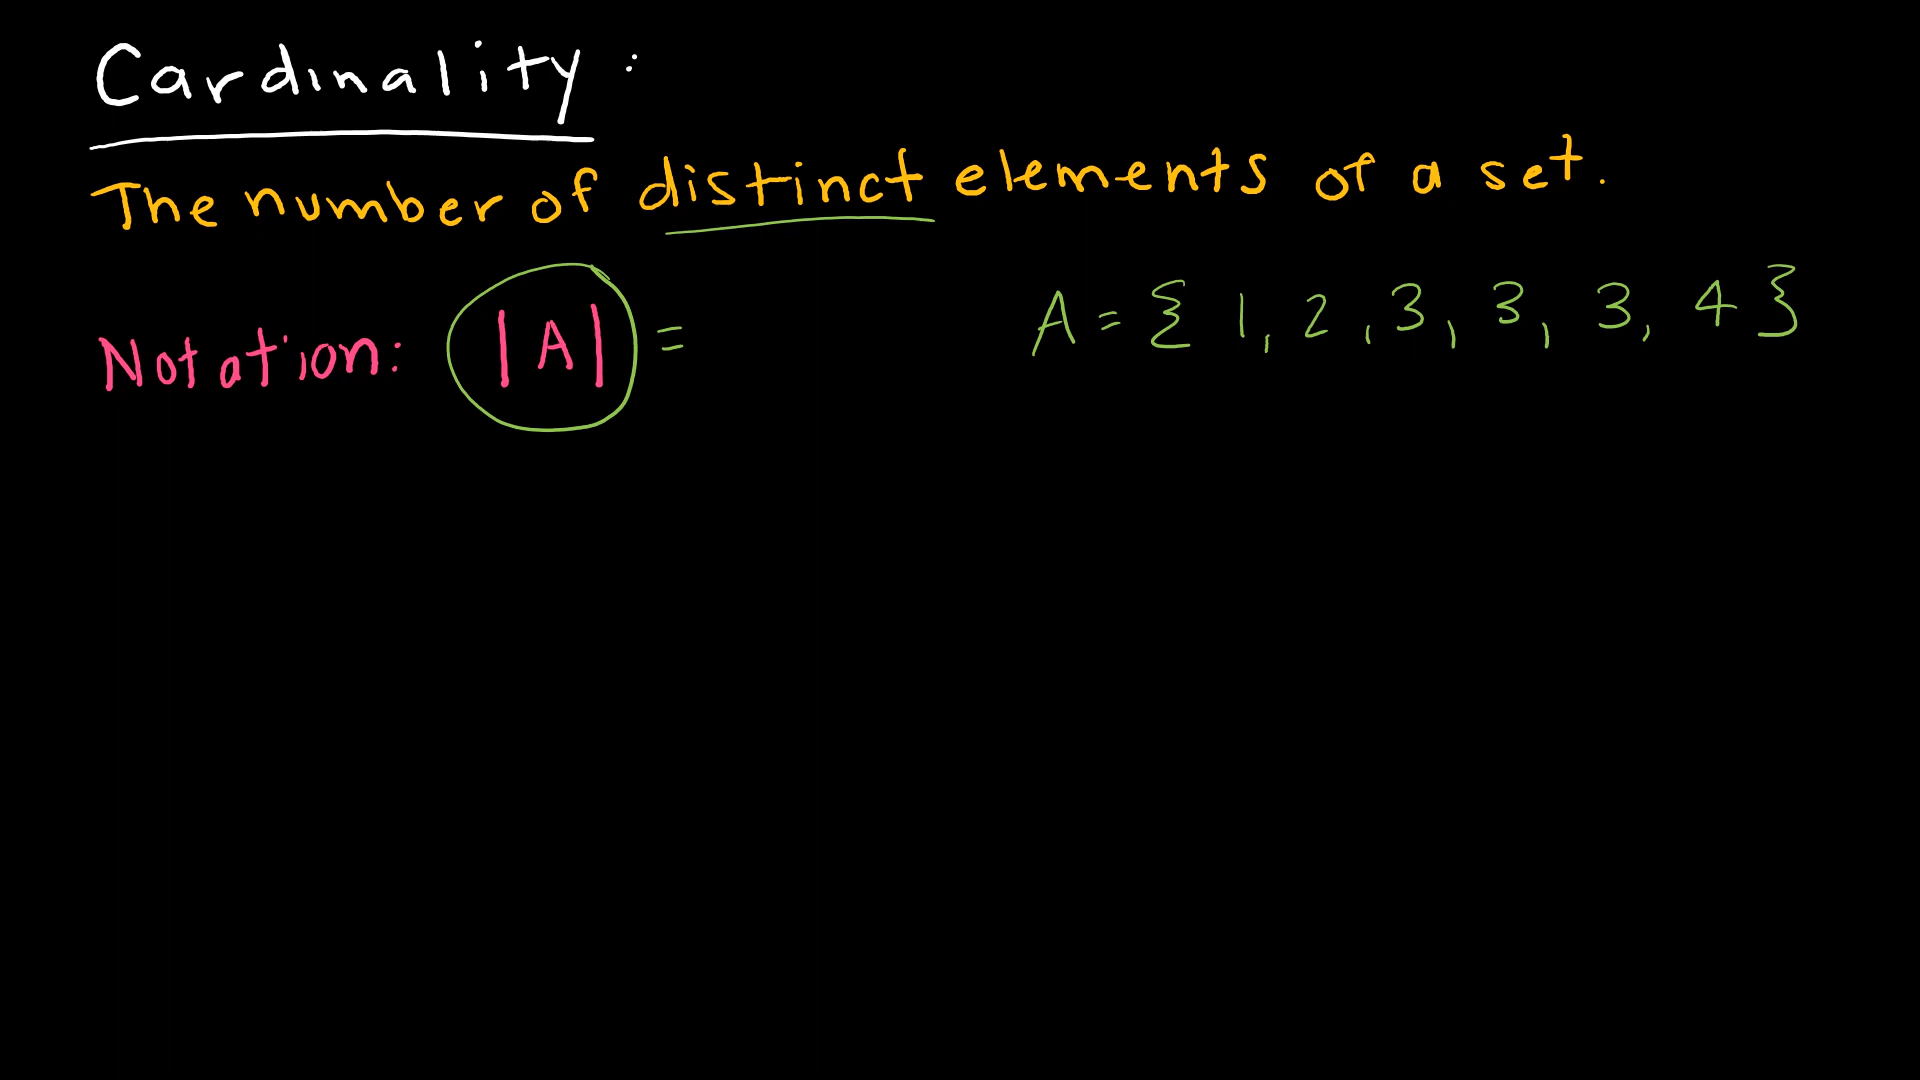 Cardinality:
The number of distinct elements of a set.
Notation: |A| =
A = { 1, 2, 3, 3, 3, 4 }